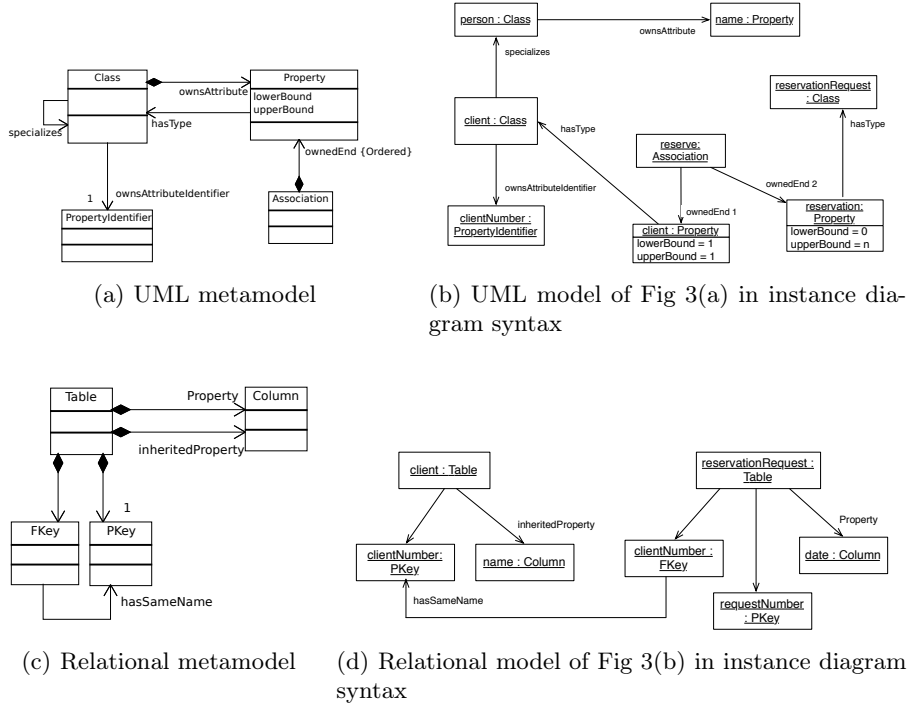 Class
Property
ownsAttribute
lowerBound
upperBound
hasType
specializes
ownedEnd {Ordered}
1
ownsAttributeIdentifier
Association
PropertyIdentifier
(a) UML metamodel
person : Class
name : Property
ownsAttribute
specializes
reservationRequest
: Class
client : Class
hasType
hasType
reserve:
Association
ownsAttributeIdentifier
ownedEnd 2
clientNumber :
PropertyIdentifier
ownedEnd 1
reservation:
Property
lowerBound = 0
upperBound = n
client : Property
lowerBound = 1
upperBound = 1
(b) UML model of Fig 3(a) in instance dia-
gram syntax
Table
Property
Column
inheritedProperty
1
FKey
PKey
hasSameName
(c) Relational metamodel
client : Table
reservationRequest :
Table
inheritedProperty
Property
clientNumber:
PKey
name : Column
clientNumber :
FKey
date : Column
hasSameName
requestNumber
: PKey
(d) Relational model of Fig 3(b) in instance diagram
syntax